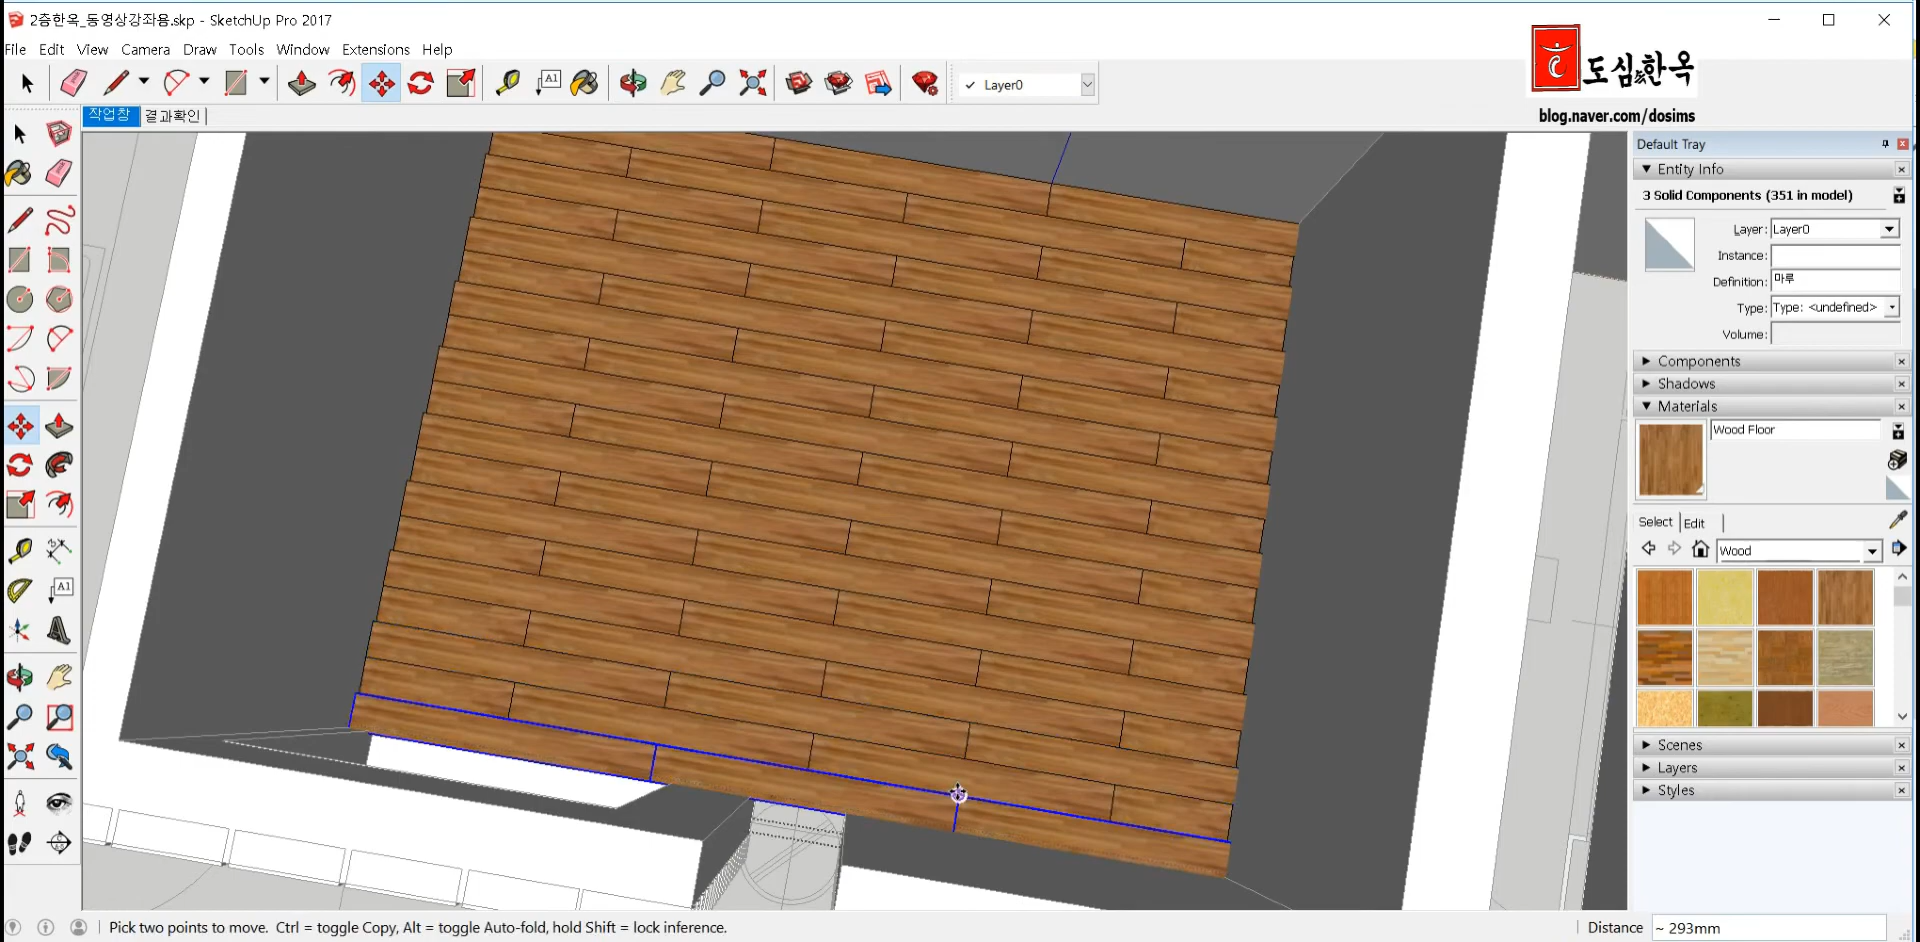 2층한옥_동영상강좌용.skp - SketchUp Pro 2017
File Edit View Camera Draw Tools Window Extensions Help
A1
Layer0
도심한옥
blog.naver.com/dosims
작업창 결과확인
Default Tray
Entity Info
3 Solid Components (351 in model)
Layer: Layer0
Instance:
Definition: 마루
Type: Type: <undefined>
Volume:
Components
Shadows
Materials
Wood Floor
Select Edit
Wood
A1
Scenes
Layers
Styles
Pick two points to move. Ctrl = toggle Copy, Alt = toggle Auto-fold, hold Shift = lock inference.
Distance ~ 293mm